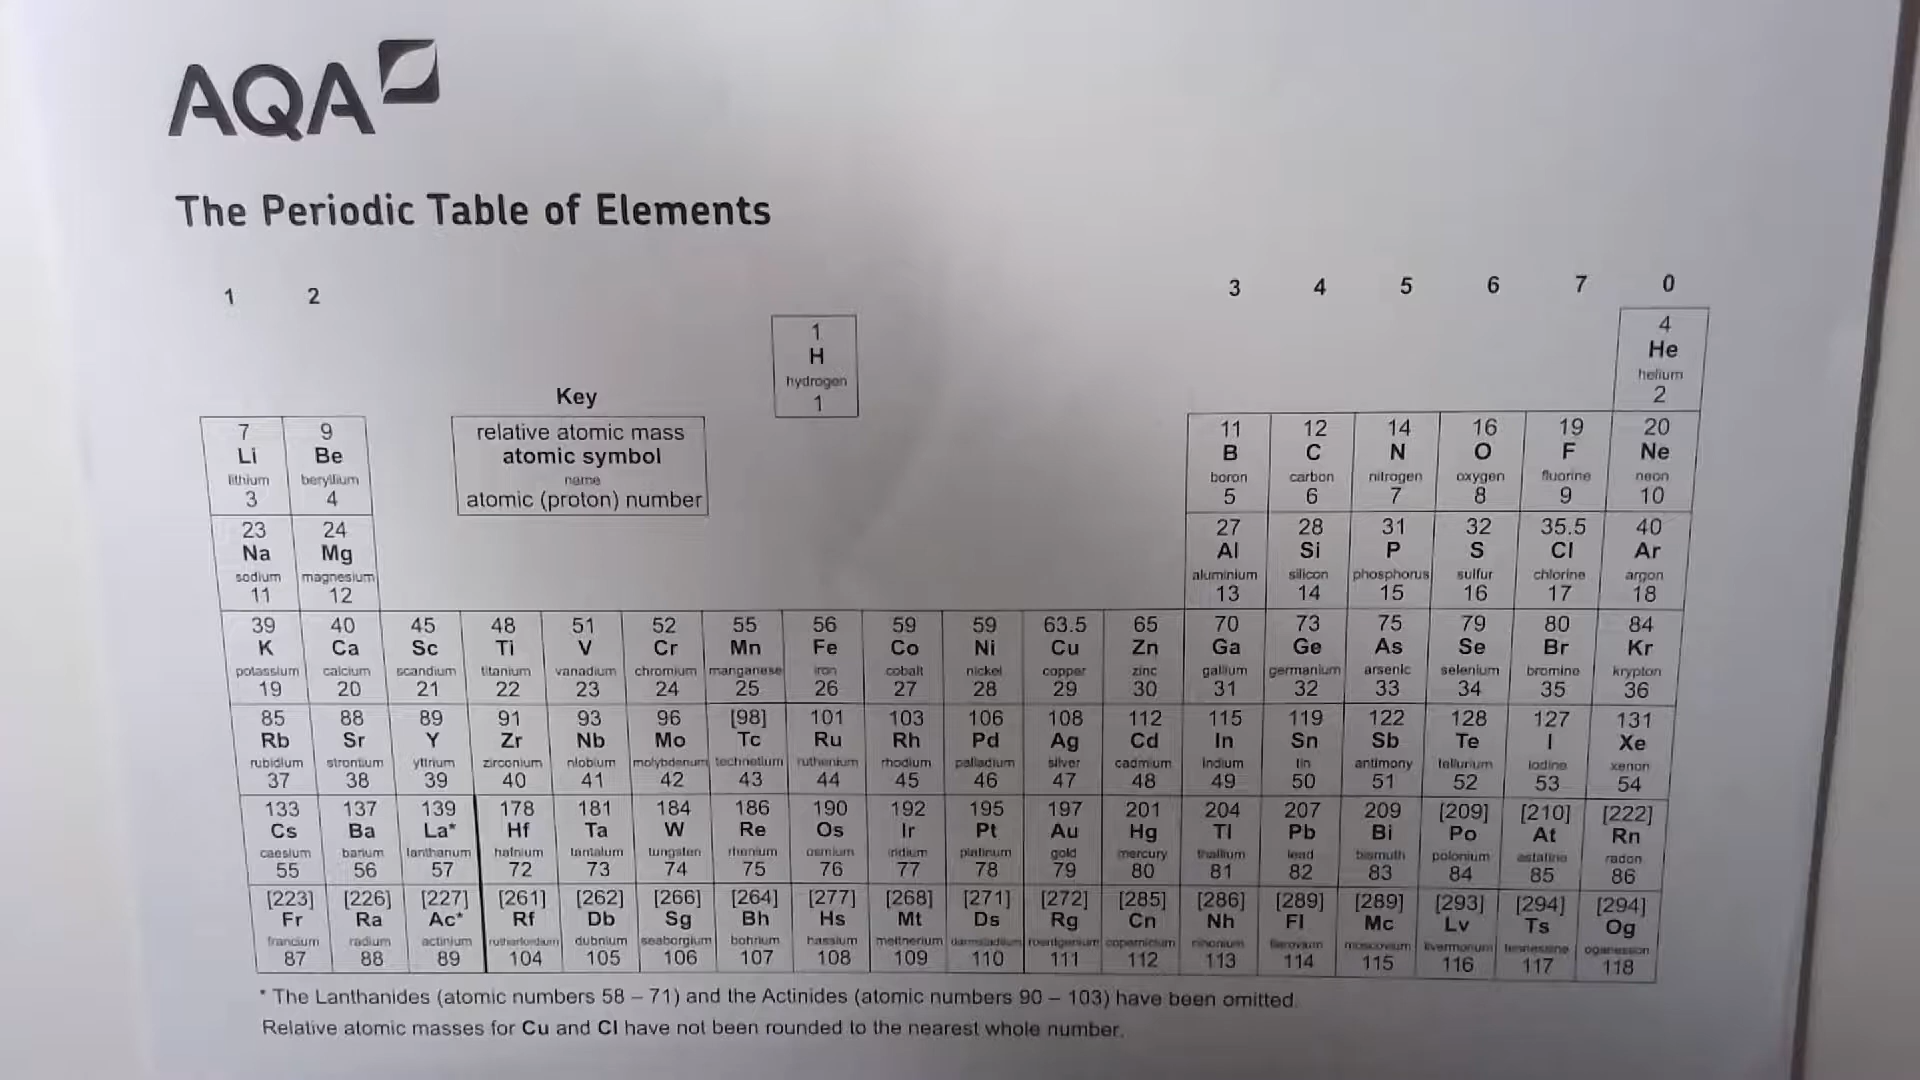 AQA
The Periodic Table of Elements
1 2 3 4 5 6 7 0
1 4
H He
hydrogen helium
1 2
Key
relative atomic mass
atomic symbol
name
atomic (proton) number
7 9 11 12 14 16 19 20
Li Be B C N O F Ne
lithium beryllium boron carbon nitrogen oxygen fluorine neon
3 4 5 6 7 8 9 10
23 24 27 28 31 32 35.5 40
Na Mg Al Si P S Cl Ar
sodium magnesium aluminium silicon phosphorus sulfur chlorine argon
11 12 13 14 15 16 17 18
39 40 45 48 51 52 55 56 59 59 63.5 65 70 73 75 79 80 84
K Ca Sc Ti V Cr Mn Fe Co Ni Cu Zn Ga Ge As Se Br Kr
potassium calcium scandium titanium vanadium chromium manganese iron cobalt nickel copper zinc gallium germanium arsenic selenium bromine krypton
19 20 21 22 23 24 25 26 27 28 29 30 31 32 33 34 35 36
85 88 89 91 93 96 [98] 101 103 106 108 112 115 119 122 128 127 131
Rb Sr Y Zr Nb Mo Tc Ru Rh Pd Ag Cd In Sn Sb Te I Xe
rubidium strontium yttrium zirconium niobium molybdenum technetium ruthenium rhodium palladium silver cadmium indium tin antimony tellurium iodine xenon
37 38 39 40 41 42 43 44 45 46 47 48 49 50 51 52 53 54
133 137 139 178 181 184 186 190 192 195 197 201 204 207 209 [209] [210] [222]
Cs Ba La* Hf Ta W Re Os Ir Pt Au Hg Tl Pb Bi Po At Rn
caesium barium lanthanum hafnium tantalum tungsten rhenium osmium iridium platinum gold mercury thallium lead bismuth polonium astatine radon
55 56 57 72 73 74 75 76 77 78 79 80 81 82 83 84 85 86
[223] [226] [227] [261] [262] [266] [264] [277] [268] [271] [272] [285] [286] [289] [289] [293] [294] [294]
Fr Ra Ac* Rf Db Sg Bh Hs Mt Ds Rg Cn Nh Fl Mc Lv Ts Og
francium radium actinium rutherfordium dubnium seaborgium bohrium hassium meitnerium darmstadtium roentgenium copernicium nihonium flerovium moscovium livermorium tennessine oganesson
87 88 89 104 105 106 107 108 109 110 111 112 113 114 115 116 117 118
* The Lanthanides (atomic numbers 58 – 71) and the Actinides (atomic numbers 90 – 103) have been omitted.
Relative atomic masses for Cu and Cl have not been rounded to the nearest whole number.